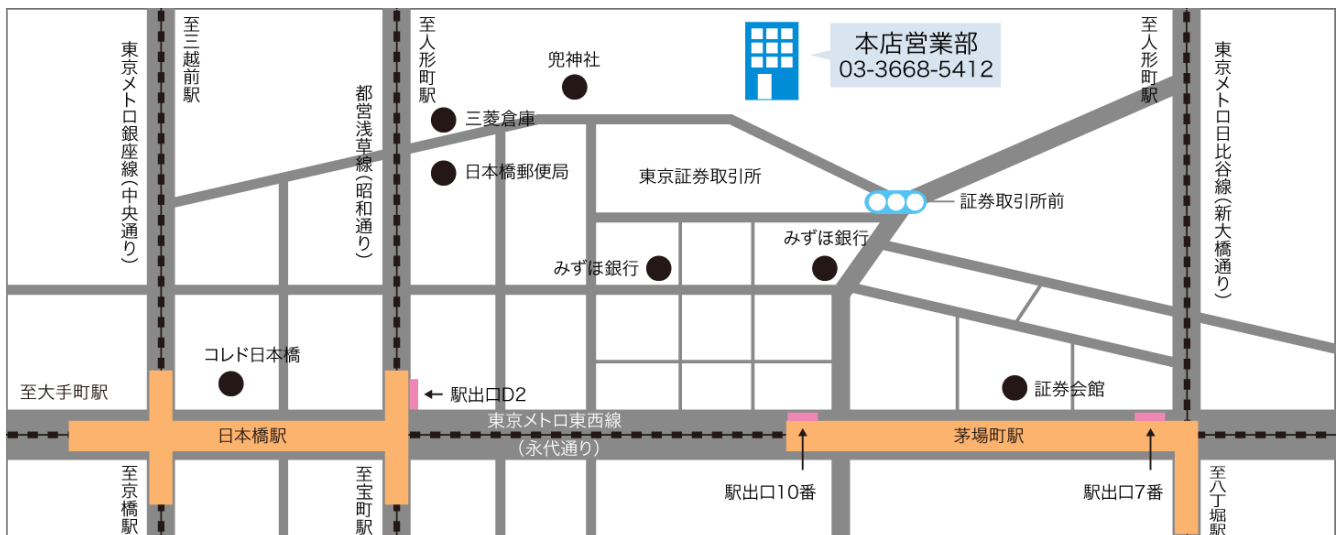 東京メトロ銀座線(中央通り)
至三越前駅
都営浅草線(昭和通り)
至人形町駅
兜神社
三菱倉庫
日本橋郵便局
本店営業部
03-3668-5412
至人形町駅
東京メトロ日比谷線(新大橋通り)
東京証券取引所
証券取引所前
みずほ銀行
みずほ銀行
コレド日本橋
至大手町駅
駅出口D2
証券会館
東京メトロ東西線
(永代通り)
日本橋駅
茅場町駅
至京橋駅
至宝町駅
駅出口10番
駅出口7番
至八丁堀駅